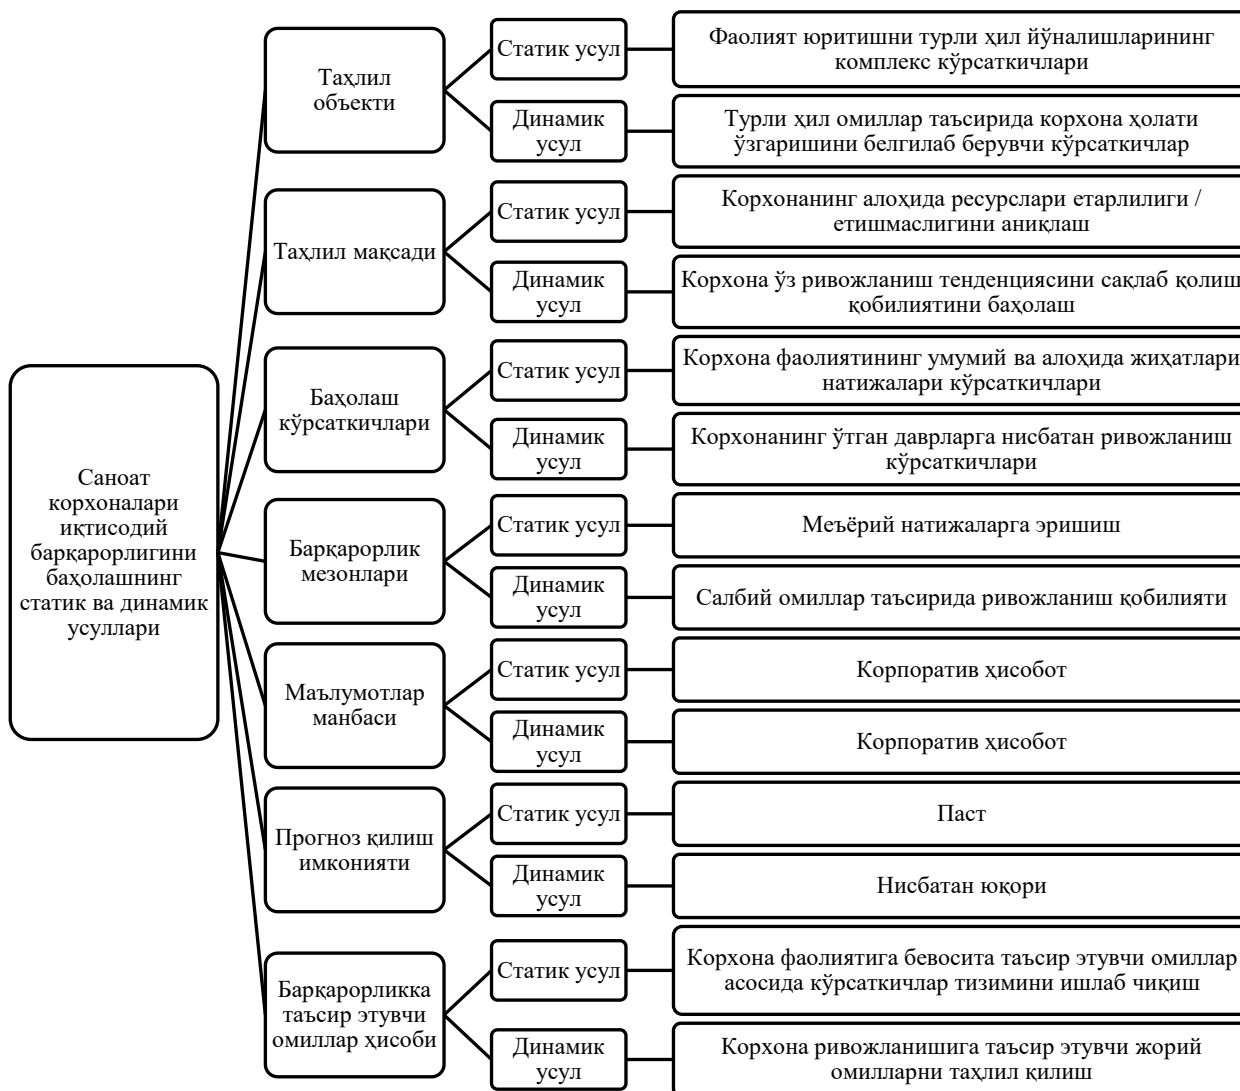 Саноат
корхоналари
иқтисодий
барқарорлигини
баҳолашнинг
статик ва динамик
усуллари
Таҳлил
объекти
Статик усул
Фаолият юритишни турли ҳил йўналишларининг
комплекс кўрсаткичлари
Динамик
усул
Турли ҳил омиллар таъсирида корхона ҳолати
ўзгаришини белгилаб берувчи кўрсаткичлар
Таҳлил мақсади
Статик усул
Корхонанинг алоҳида ресурслари етарлилиги /
етишмаслигини аниқлаш
Динамик
усул
Корхона ўз ривожланиш тенденциясини сақлаб қолиш
қобилиятини баҳолаш
Баҳолаш
кўрсаткичлари
Статик усул
Корхона фаолиятининг умумий ва алоҳида жиҳатлари
натижалари кўрсаткичлари
Динамик
усул
Корхонанинг ўтган даврларга нисбатан ривожланиш
кўрсаткичлари
Барқарорлик
мезонлари
Статик усул
Меъёрий натижаларга эришиш
Динамик
усул
Салбий омиллар таъсирида ривожланиш қобилияти
Маълумотлар
манбаси
Статик усул
Корпоратив ҳисобот
Динамик
усул
Корпоратив ҳисобот
Прогноз қилиш
имконияти
Статик усул
Паст
Динамик
усул
Нисбатан юқори
Барқарорликка
таъсир этувчи
омиллар ҳисоби
Статик усул
Корхона фаолиятига бевосита таъсир этувчи омиллар
асосида кўрсаткичлар тизимини ишлаб чиқиш
Динамик
усул
Корхона ривожланишига таъсир этувчи жорий
омилларни таҳлил қилиш